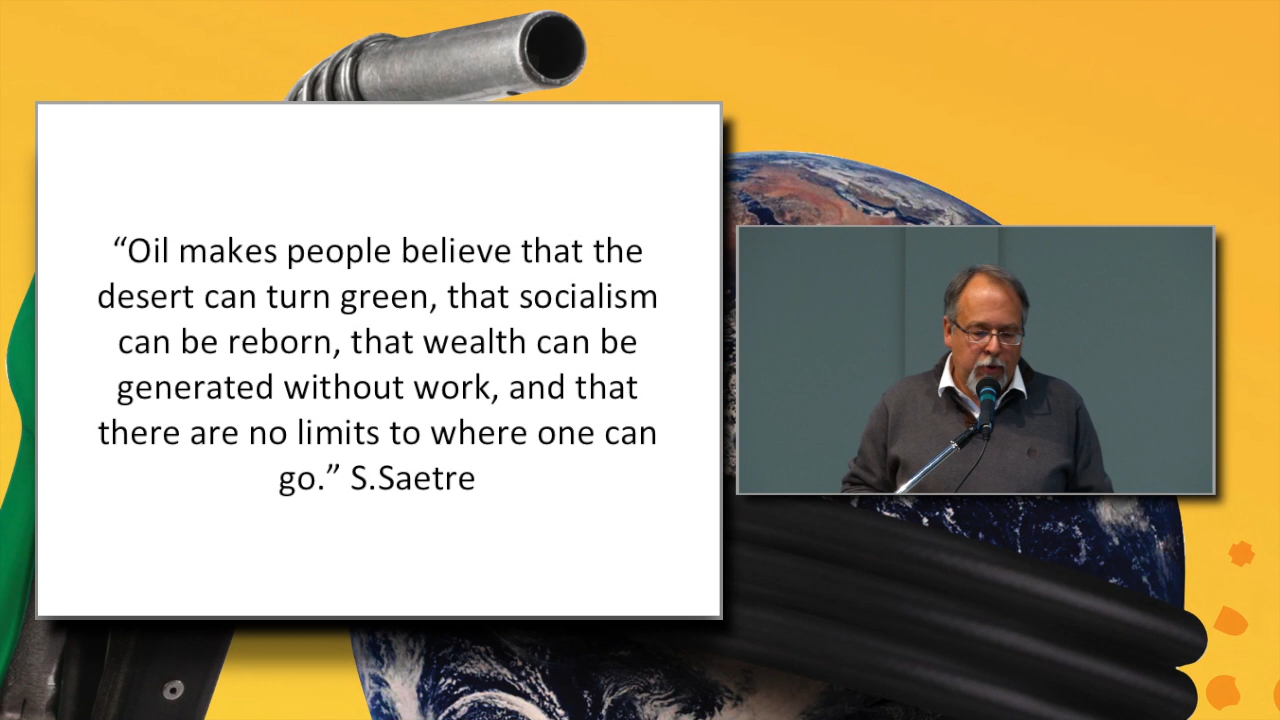 “Oil makes people believe that the
desert can turn green, that socialism
can be reborn, that wealth can be
generated without work, and that
there are no limits to where one can
go.” S.Saetre